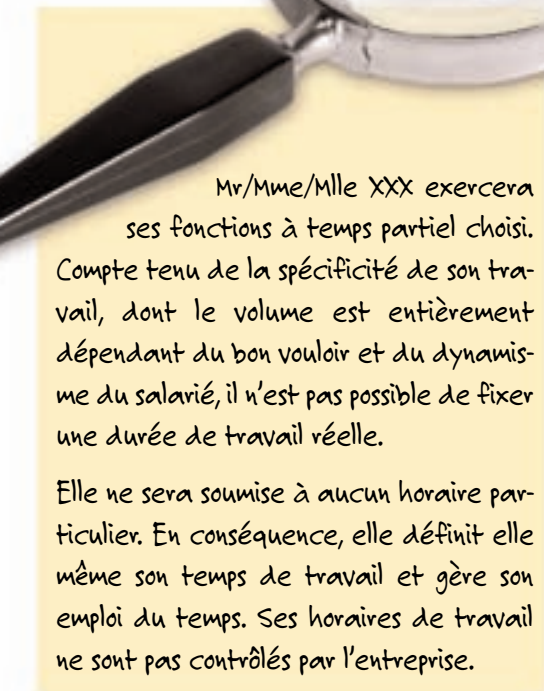 Mr/Mme/Mlle XXX exercera
ses fonctions à temps partiel choisi.
Compte tenu de la spécificité de son tra-
vail, dont le volume est entièrement
dépendant du bon vouloir et du dynamis-
me du salarié, il n'est pas possible de fixer
une durée de travail réelle.
Elle ne sera soumise à aucun horaire par-
ticulier. En conséquence, elle définit elle
même son temps de travail et gère son
emploi du temps. Ses horaires de travail
ne sont pas contrôlés par l'entreprise.